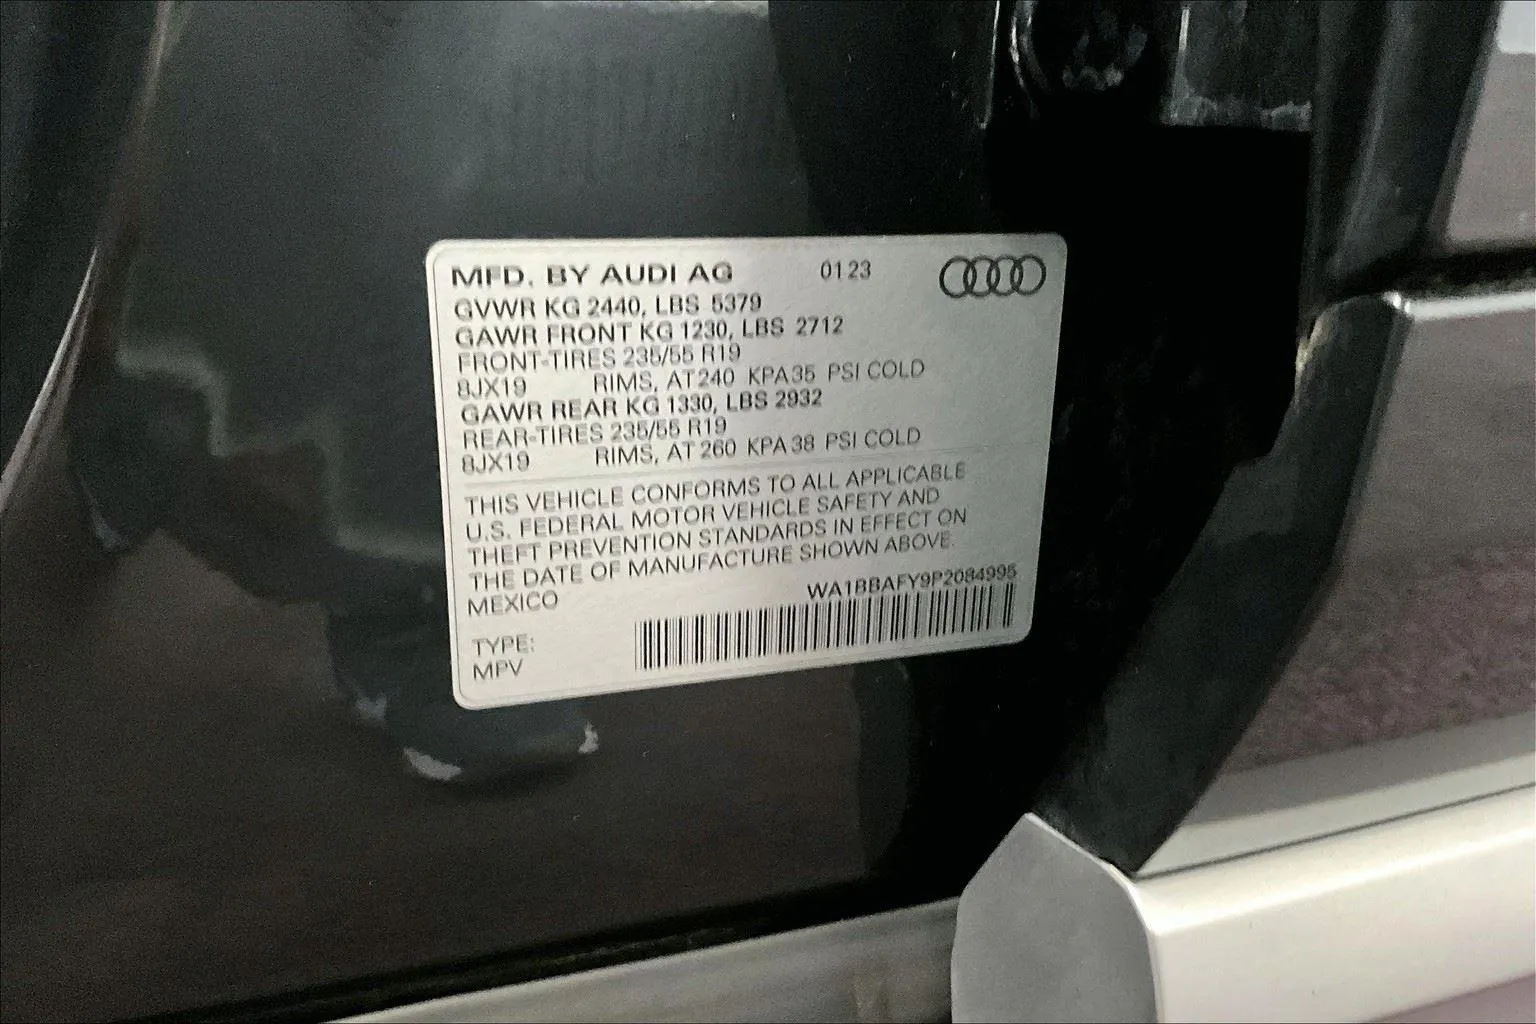 MFD. BY AUDI AG 0123
GVWR KG 2440, LBS 5379
GAWR FRONT KG 1230, LBS 2712
FRONT-TIRES 235/55 R19
8JX19 RIMS, AT 240 KPA 35 PSI COLD
GAWR REAR KG 1330, LBS 2932
REAR-TIRES 235/55 R19
8JX19 RIMS, AT 260 KPA 38 PSI COLD
THIS VEHICLE CONFORMS TO ALL APPLICABLE
U.S. FEDERAL MOTOR VEHICLE SAFETY AND
THEFT PREVENTION STANDARDS IN EFFECT ON
THE DATE OF MANUFACTURE SHOWN ABOVE.
MEXICO WA1BBAFY9P2084995
TYPE:
MPV